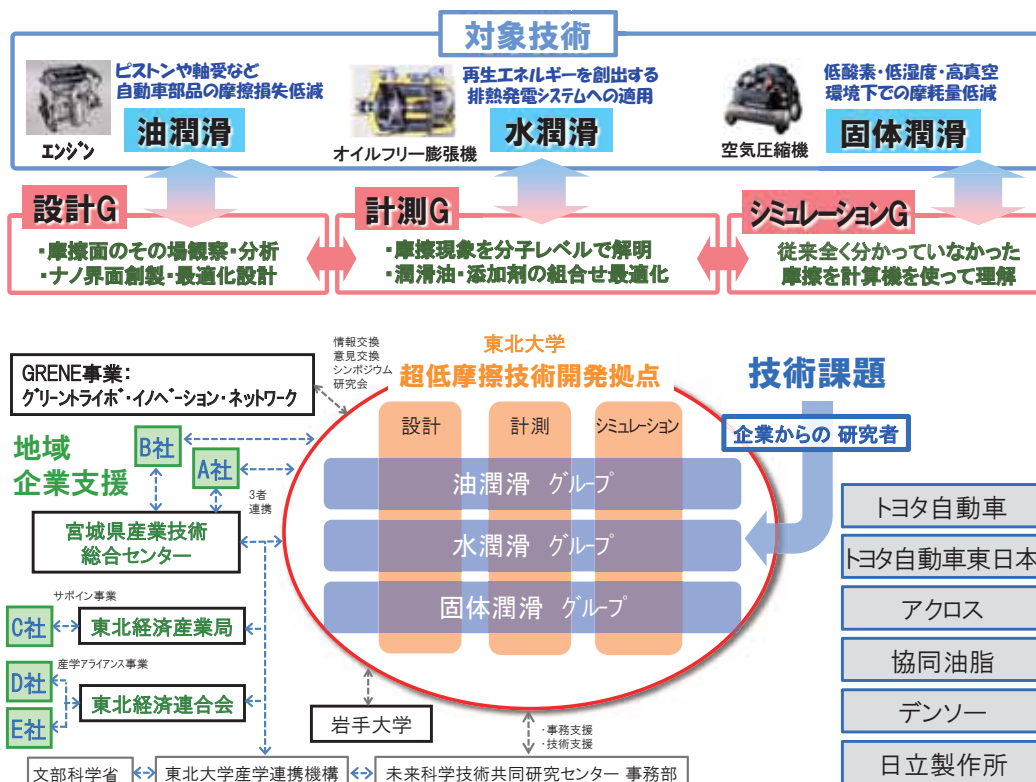 対象技術
ピストンや軸受など
自動車部品の摩擦損失低減
エンジン
油潤滑
再生エネルギーを創出する
排熱発電システムへの適用
オイルフリー膨張機
水潤滑
低酸素・低湿度・高真空
環境下での摩耗量低減
空気圧縮機
固体潤滑
設計G
・摩擦面のその場観察・分析
・ナノ界面創製・最適化設計
計測G
・摩擦現象を分子レベルで解明
・潤滑油・添加剤の組合せ最適化
シミュレーションG
従来全く分かっていなかった
摩擦を計算機を使って理解
GRENE事業:
グリーントライボ・イノベーション・ネットワーク
情報交換
意見交換
シンポジウム
研究会
東北大学
超低摩擦技術開発拠点
技術課題
企業からの 研究者
設計
計測
シミュレーション
油潤滑 グループ
水潤滑 グループ
固体潤滑 グループ
地域
企業支援
B社
A社
3者
連携
宮城県産業技術
総合センター
サポイン事業
C社
東北経済産業局
産学アライアンス事業
D社
E社
東北経済連合会
岩手大学
・事務支援
・技術支援
文部科学省
東北大学産学連携機構
未来科学技術共同研究センター 事務部
トヨタ自動車
トヨタ自動車東日本
アクロス
協同油脂
デンソー
日立製作所